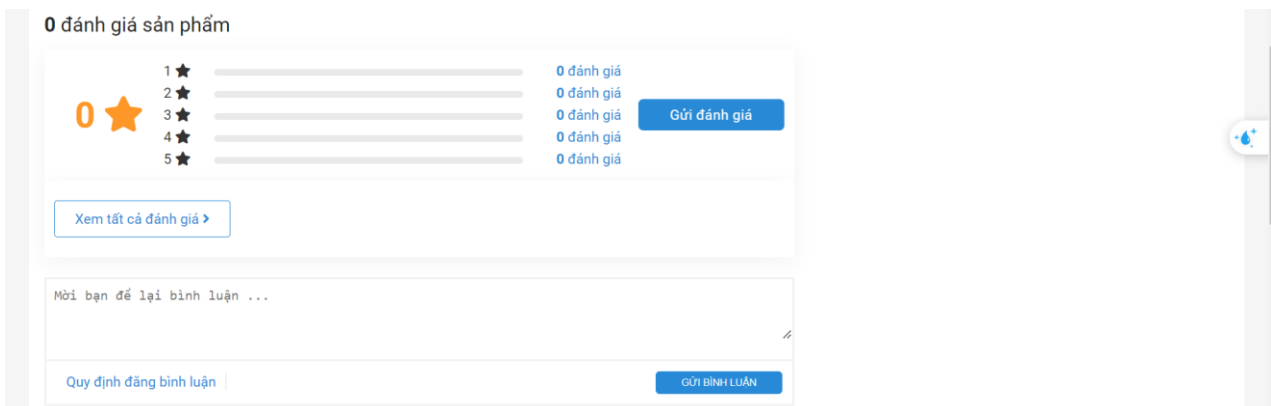 0 đánh giá sản phẩm
1 0 đánh giá
2 0 đánh giá
0 3 0 đánh giá Gửi đánh giá
4 0 đánh giá
5 0 đánh giá
Xem tất cả đánh giá
Mời bạn để lại bình luận ...
Quy định đăng bình luận GỬI BÌNH LUẬN